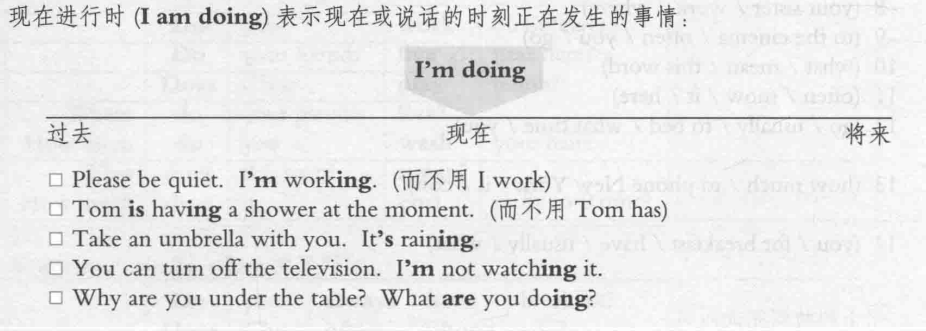 现在进行时 (I am doing) 表示现在或说话的时刻正在发生的事情：
I'm doing
过去 现在 将来
□ Please be quiet. I'm working. (而不用 I work)
□ Tom is having a shower at the moment. (而不用 Tom has)
□ Take an umbrella with you. It's raining.
□ You can turn off the television. I'm not watching it.
□ Why are you under the table? What are you doing?